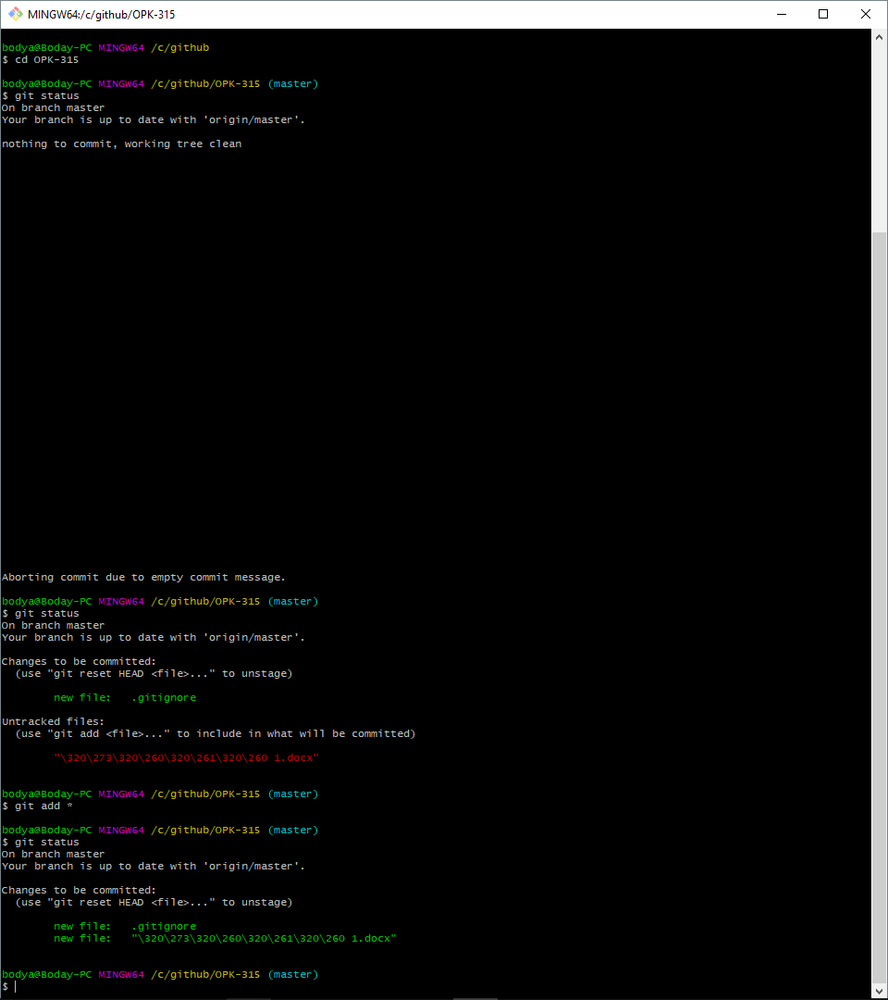 MINGW64:/c/github/OPK-315
bodya@Boday-PC MINGW64 /c/github
$ cd OPK-315
bodya@Boday-PC MINGW64 /c/github/OPK-315 (master)
$ git status
On branch master
Your branch is up to date with 'origin/master'.
nothing to commit, working tree clean
Aborting commit due to empty commit message.
bodya@Boday-PC MINGW64 /c/github/OPK-315 (master)
$ git status
On branch master
Your branch is up to date with 'origin/master'.
Changes to be committed:
  (use "git reset HEAD <file>..." to unstage)
        new file:   .gitignore
Untracked files:
  (use "git add <file>..." to include in what will be committed)
        "\320\273\320\260\320\261\320\260 1.docx"
bodya@Boday-PC MINGW64 /c/github/OPK-315 (master)
$ git add *
bodya@Boday-PC MINGW64 /c/github/OPK-315 (master)
$ git status
On branch master
Your branch is up to date with 'origin/master'.
Changes to be committed:
  (use "git reset HEAD <file>..." to unstage)
        new file:   .gitignore
        new file:   "\320\273\320\260\320\261\320\260 1.docx"
bodya@Boday-PC MINGW64 /c/github/OPK-315 (master)
$